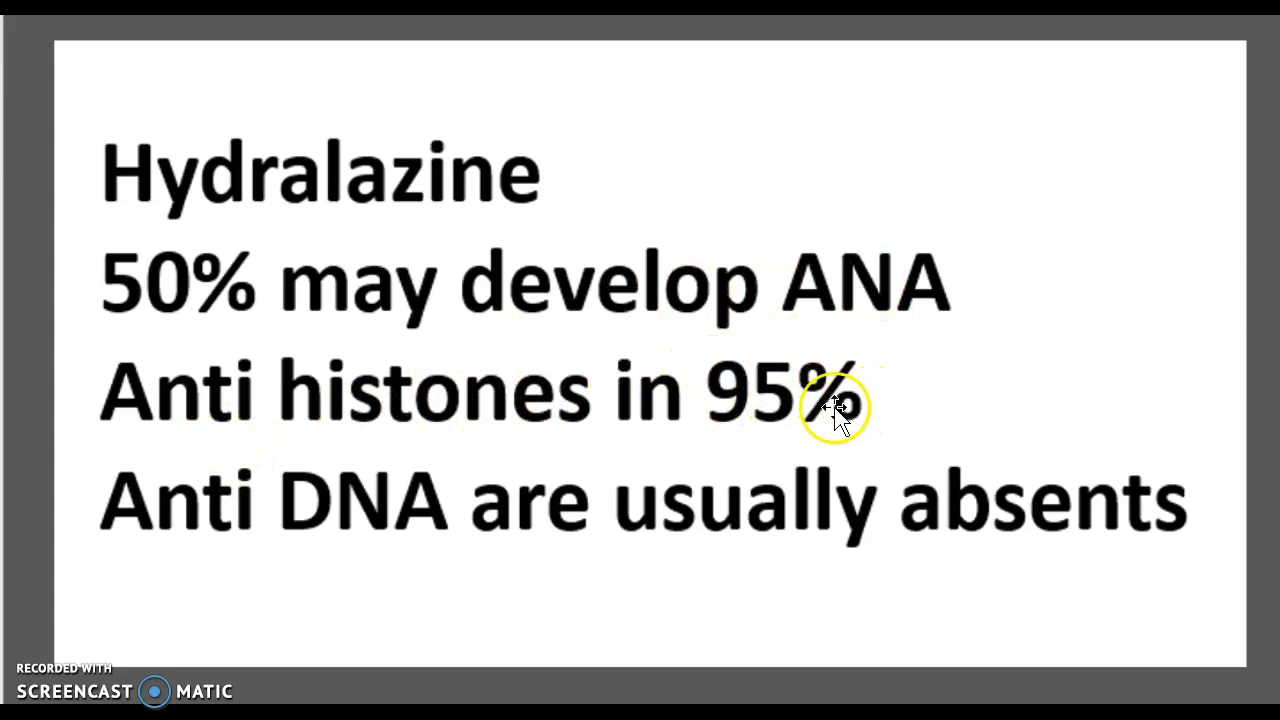 Hydralazine
50% may develop ANA
Anti histones in 95%
Anti DNA are usually absents
RECORDED WITH
SCREENCAST MATIC